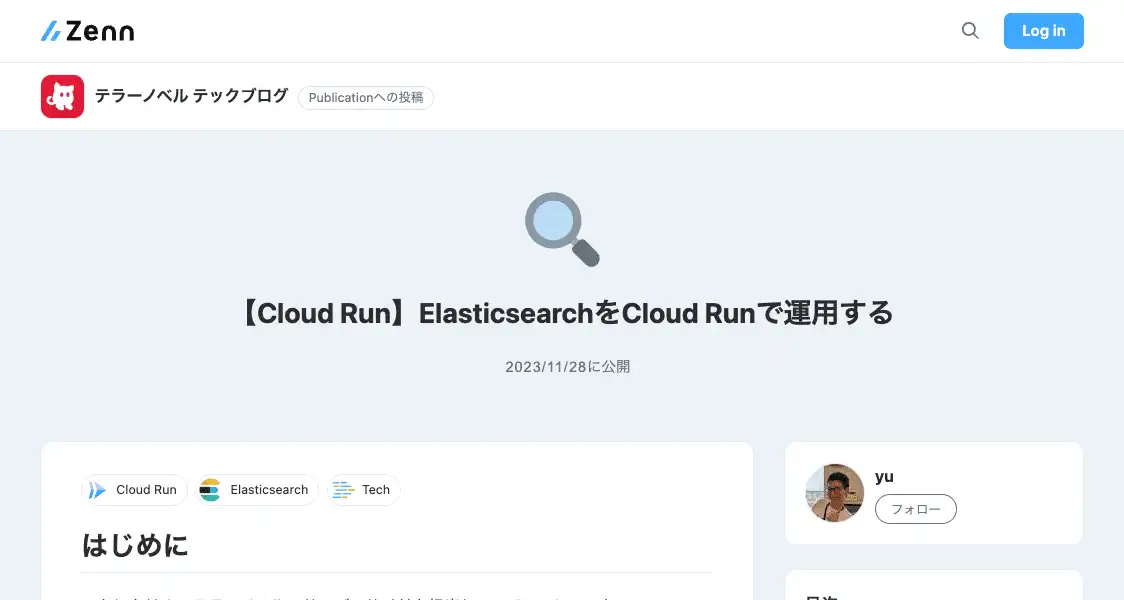 Zenn
Log in
テラーノベル テックブログ
Publicationへの投稿
【Cloud Run】ElasticsearchをCloud Runで運用する
2023/11/28に公開
Cloud Run
Elasticsearch
Tech
はじめに
yu
フォロー